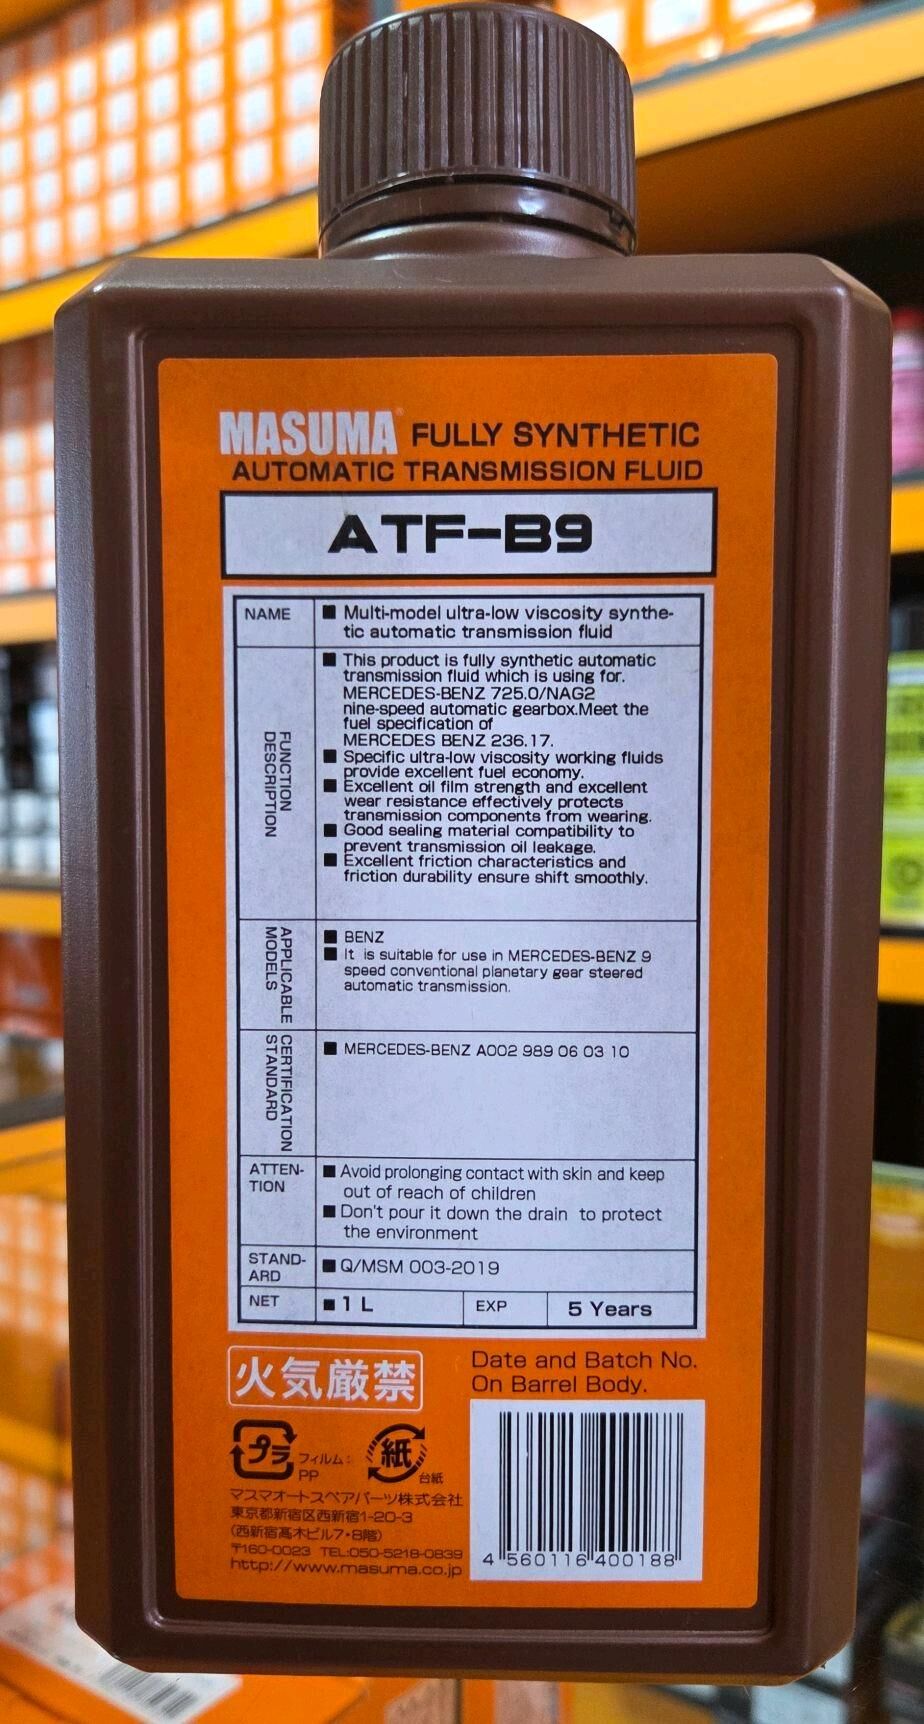 MASUMA FULLY SYNTHETIC
AUTOMATIC TRANSMISSION FLUID
ATF-B9
NAME
■ Multi-model ultra-low viscosity synthe-
tic automatic transmission fluid
FUNCTION
DESCRIPTION
■ This product is fully synthetic automatic
transmission fluid which is using for.
MERCEDES-BENZ 725.0/NAG2
nine-speed automatic gearbox.Meet the
fuel specification of
MERCEDES BENZ 236.17.
■ Specific ultra-low viscosity working fluids
provide excellent fuel economy.
■ Excellent oil film strength and excellent
wear resistance effectively protects
transmission components from wearing.
■ Good sealing material compatibility to
prevent transmission oil leakage.
■ Excellent friction characteristics and
friction durability ensure shift smoothly.
APPLICABLE
MODELS
■ BENZ
■ It is suitable for use in MERCEDES-BENZ 9
speed conventional planetary gear steered
automatic transmission.
CERTIFICATION
STANDARD
■ MERCEDES-BENZ A002 989 06 03 10
ATTEN-
TION
■ Avoid prolonging contact with skin and keep
out of reach of children
■ Don't pour it down the drain to protect
the environment
STAND-
ARD
■ Q/MSM 003-2019
NET
■ 1 L
EXP
5 Years
火気厳禁
Date and Batch No.
On Barrel Body.
プラ
フィルム:
PP
紙
台紙
マスマオートスペアパーツ株式会社
東京都新宿区西新宿1-20-3
(西新宿髙木ビル7・8階)
〒160-0023 TEL:050-5218-0839
http://www.masuma.co.jp
4 560116 400188